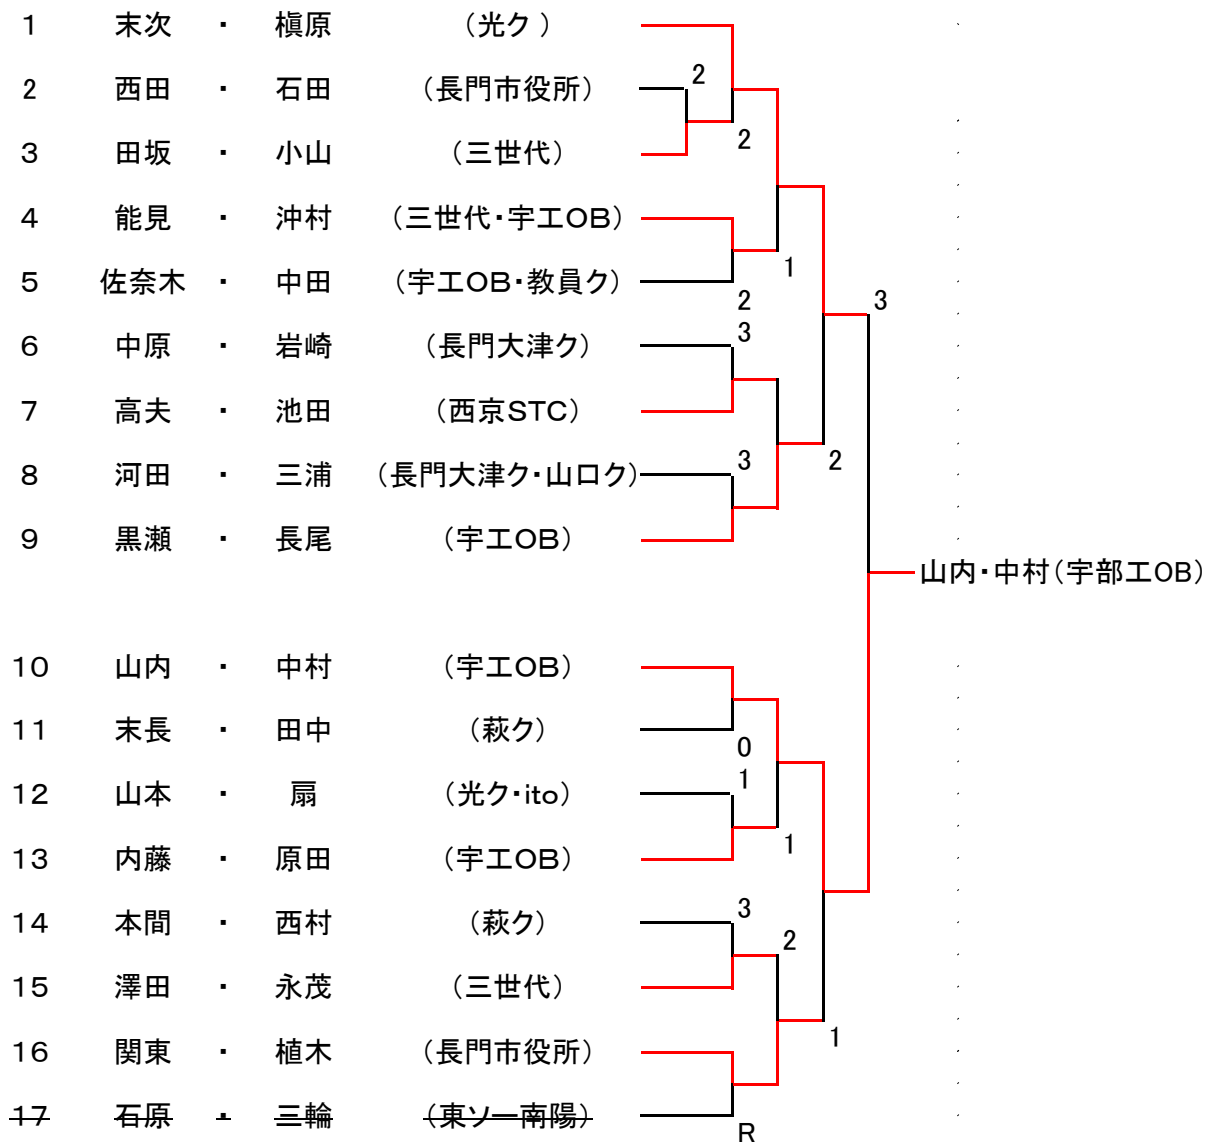 1 末次 ・ 槇原 (光ク )
2 西田 ・ 石田 (長門市役所) 2
3 田坂 ・ 小山 (三世代) 2
4 能見 ・ 沖村 (三世代・宇工OB)
1
5 佐奈木 ・ 中田 (宇工OB・教員ク) 2
3
6 中原 ・ 岩崎 (長門大津ク) 3
7 高夫 ・ 池田 (西京STC)
8 河田 ・ 三浦 (長門大津ク・山口ク) 3 2
9 黒瀬 ・ 長尾 (宇工OB)
山内・中村(宇部工OB)
10 山内 ・ 中村 (宇工OB)
11 末長 ・ 田中 (萩ク) 0
12 山本 ・ 扇 (光ク・ito) 1
13 内藤 ・ 原田 (宇工OB) 1
14 本間 ・ 西村 (萩ク) 3
2
15 澤田 ・ 永茂 (三世代)
16 関東 ・ 植木 (長門市役所) 1
17 石原 ・ 三輪 (東ソー南陽) R